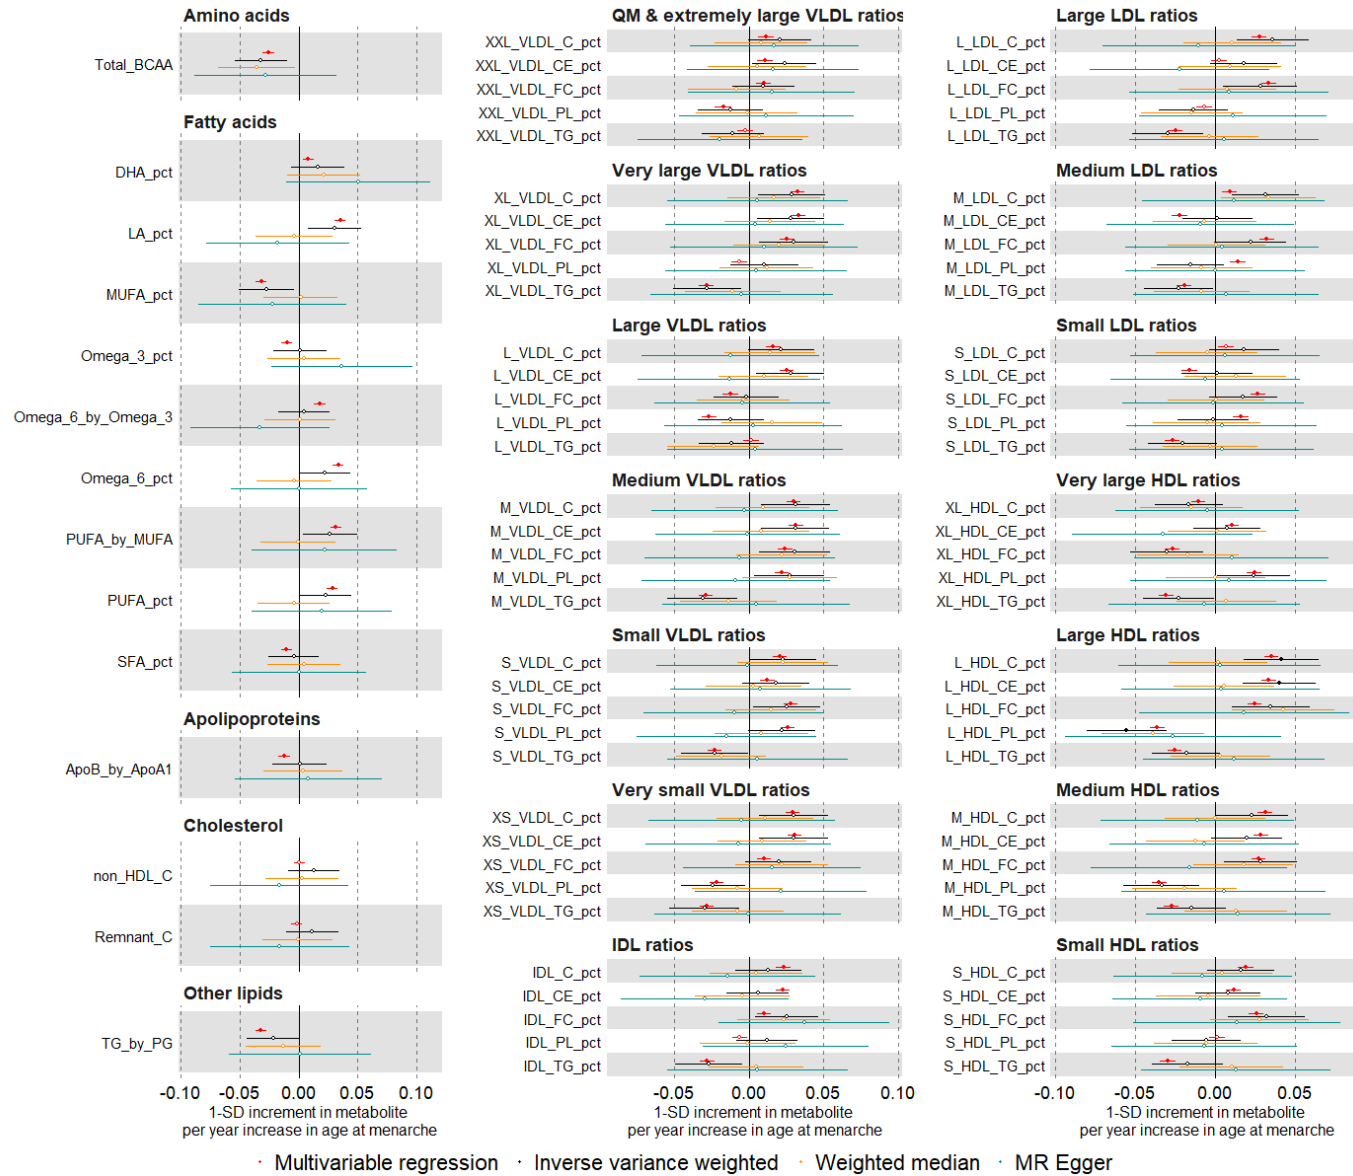 Amino acids
Total_BCAA
Fatty acids
DHA_pct
LA_pct
MUFA_pct
Omega_3_pct
Omega_6_by_Omega_3
Omega_6_pct
PUFA_by_MUFA
PUFA_pct
SFA_pct
Apolipoproteins
ApoB_by_ApoA1
Cholesterol
non_HDL_C
Remnant_C
Other lipids
TG_by_PG
-0.10 -0.05 0.00 0.05 0.10
1-SD increment in metabolite
per year increase in age at menarche
QM & extremely large VLDL ratios
XXL_VLDL_C_pct
XXL_VLDL_CE_pct
XXL_VLDL_FC_pct
XXL_VLDL_PL_pct
XXL_VLDL_TG_pct
Very large VLDL ratios
XL_VLDL_C_pct
XL_VLDL_CE_pct
XL_VLDL_FC_pct
XL_VLDL_PL_pct
XL_VLDL_TG_pct
Large VLDL ratios
L_VLDL_C_pct
L_VLDL_CE_pct
L_VLDL_FC_pct
L_VLDL_PL_pct
L_VLDL_TG_pct
Medium VLDL ratios
M_VLDL_C_pct
M_VLDL_CE_pct
M_VLDL_FC_pct
M_VLDL_PL_pct
M_VLDL_TG_pct
Small VLDL ratios
S_VLDL_C_pct
S_VLDL_CE_pct
S_VLDL_FC_pct
S_VLDL_PL_pct
S_VLDL_TG_pct
Very small VLDL ratios
XS_VLDL_C_pct
XS_VLDL_CE_pct
XS_VLDL_FC_pct
XS_VLDL_PL_pct
XS_VLDL_TG_pct
IDL ratios
IDL_C_pct
IDL_CE_pct
IDL_FC_pct
IDL_PL_pct
IDL_TG_pct
-0.05 0.00 0.05 0.10
1-SD increment in metabolite
per year increase in age at menarche
Large LDL ratios
L_LDL_C_pct
L_LDL_CE_pct
L_LDL_FC_pct
L_LDL_PL_pct
L_LDL_TG_pct
Medium LDL ratios
M_LDL_C_pct
M_LDL_CE_pct
M_LDL_FC_pct
M_LDL_PL_pct
M_LDL_TG_pct
Small LDL ratios
S_LDL_C_pct
S_LDL_CE_pct
S_LDL_FC_pct
S_LDL_PL_pct
S_LDL_TG_pct
Very large HDL ratios
XL_HDL_C_pct
XL_HDL_CE_pct
XL_HDL_FC_pct
XL_HDL_PL_pct
XL_HDL_TG_pct
Large HDL ratios
L_HDL_C_pct
L_HDL_CE_pct
L_HDL_FC_pct
L_HDL_PL_pct
L_HDL_TG_pct
Medium HDL ratios
M_HDL_C_pct
M_HDL_CE_pct
M_HDL_FC_pct
M_HDL_PL_pct
M_HDL_TG_pct
Small HDL ratios
S_HDL_C_pct
S_HDL_CE_pct
S_HDL_FC_pct
S_HDL_PL_pct
S_HDL_TG_pct
-0.10 -0.05 0.00 0.05
1-SD increment in metabolite
per year increase in age at menarche
Multivariable regression Inverse variance weighted Weighted median MR Egger